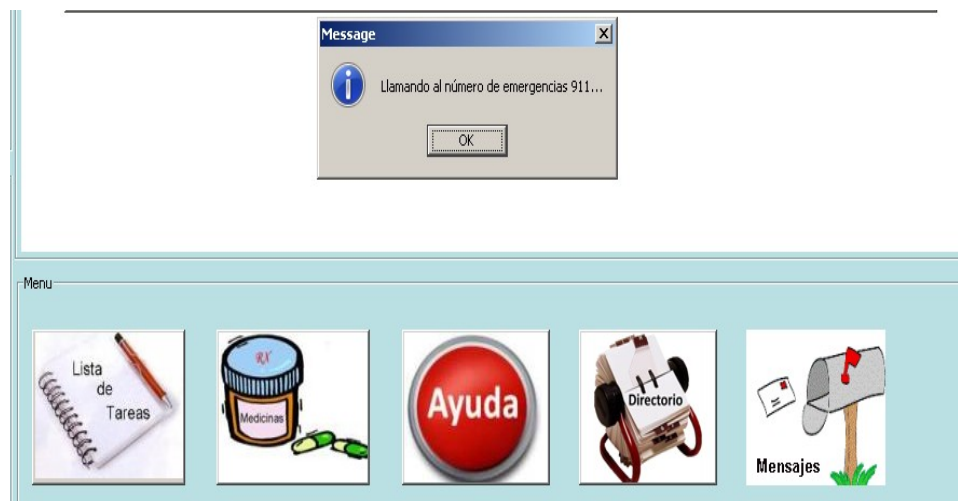 Message
X
Llamando al número de emergencias 911...
OK
Menu
Lista
de
Tareas
RX
Medicinas
Ayuda
Directorio
Mensajes